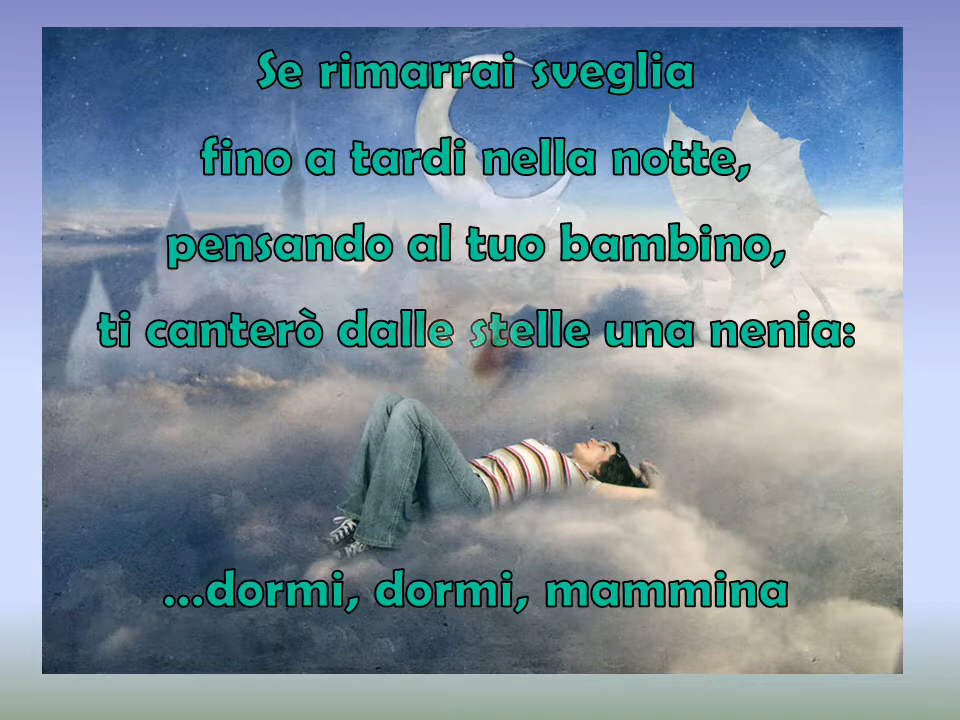 Se rimarrai sveglia
fino a tardi nella notte,
pensando al tuo bambino,
ti canterò dalle stelle una nenia:
...dormi, dormi, mammina